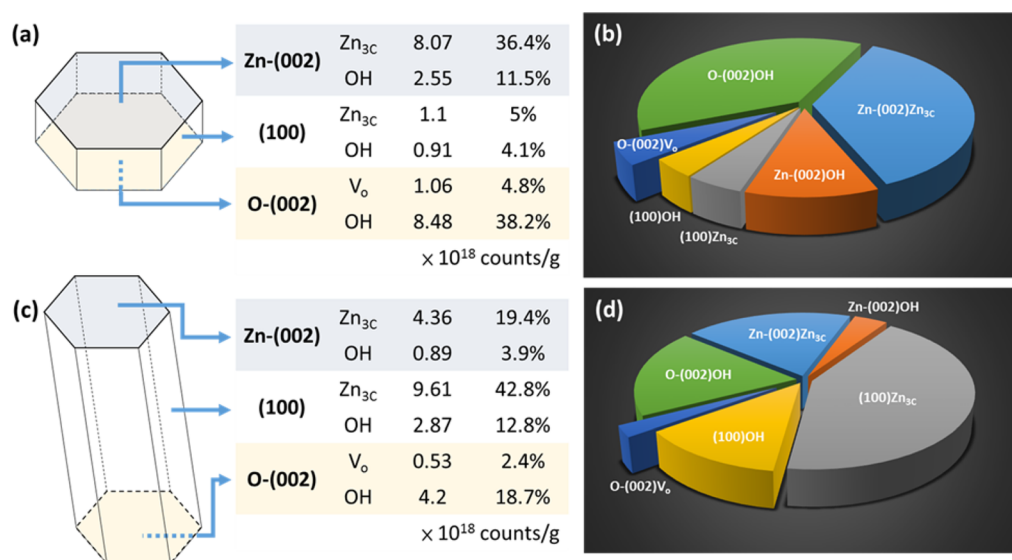 (a)
Zn-(002) Zn3C 8.07 36.4%
OH 2.55 11.5%
(100) Zn3C 1.1 5%
OH 0.91 4.1%
O-(002) Vo 1.06 4.8%
OH 8.48 38.2%
× 10^18 counts/g
(b)
O-(002)OH
Zn-(002)Zn3C
O-(002)Vo
Zn-(002)OH
(100)OH
(100)Zn3C
(c)
Zn-(002) Zn3C 4.36 19.4%
OH 0.89 3.9%
(100) Zn3C 9.61 42.8%
OH 2.87 12.8%
O-(002) Vo 0.53 2.4%
OH 4.2 18.7%
× 10^18 counts/g
(d)
Zn-(002)OH
Zn-(002)Zn3C
O-(002)OH
(100)Zn3C
(100)OH
O-(002)Vo